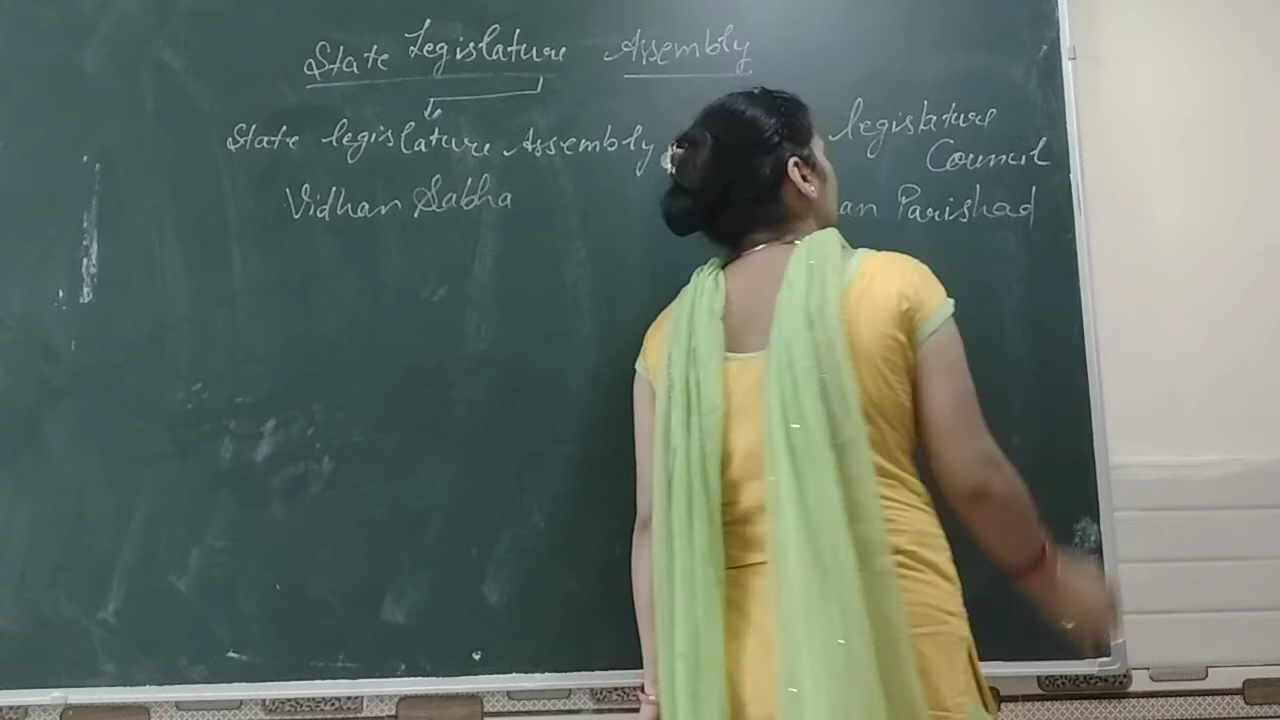 State Legislature Assembly
State legislature Assembly
legislature
Council
Vidhan Sabha
an Parishad